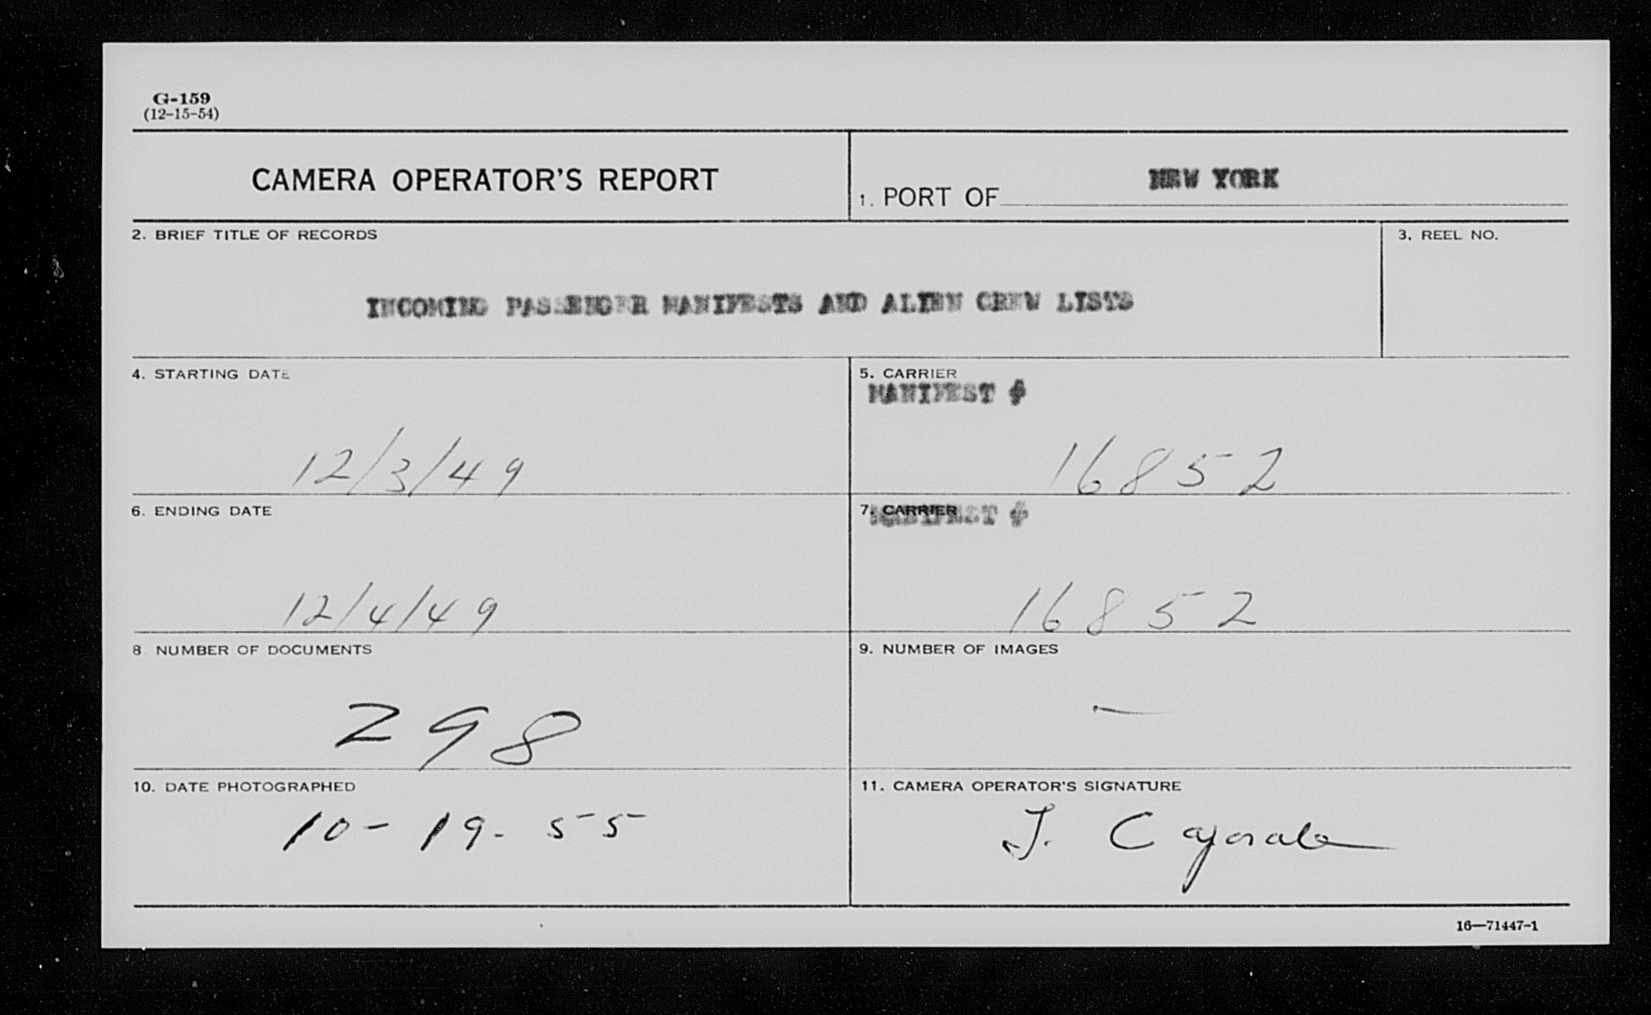 G-159
(12-15-54)
CAMERA OPERATOR'S REPORT
1. PORT OF NEW YORK
2. BRIEF TITLE OF RECORDS
3. REEL NO.
INCOMING PASSENGER MANIFESTS AND ALIEN CREW LISTS
4. STARTING DATE
5. CARRIER
MANIFEST #
12/3/49
16852
6. ENDING DATE
7. CARRIER
MANIFEST #
12/4/49
16852
8 NUMBER OF DOCUMENTS
9. NUMBER OF IMAGES
298
—
10. DATE PHOTOGRAPHED
11. CAMERA OPERATOR'S SIGNATURE
10-19-55
J. C
16—71447-1